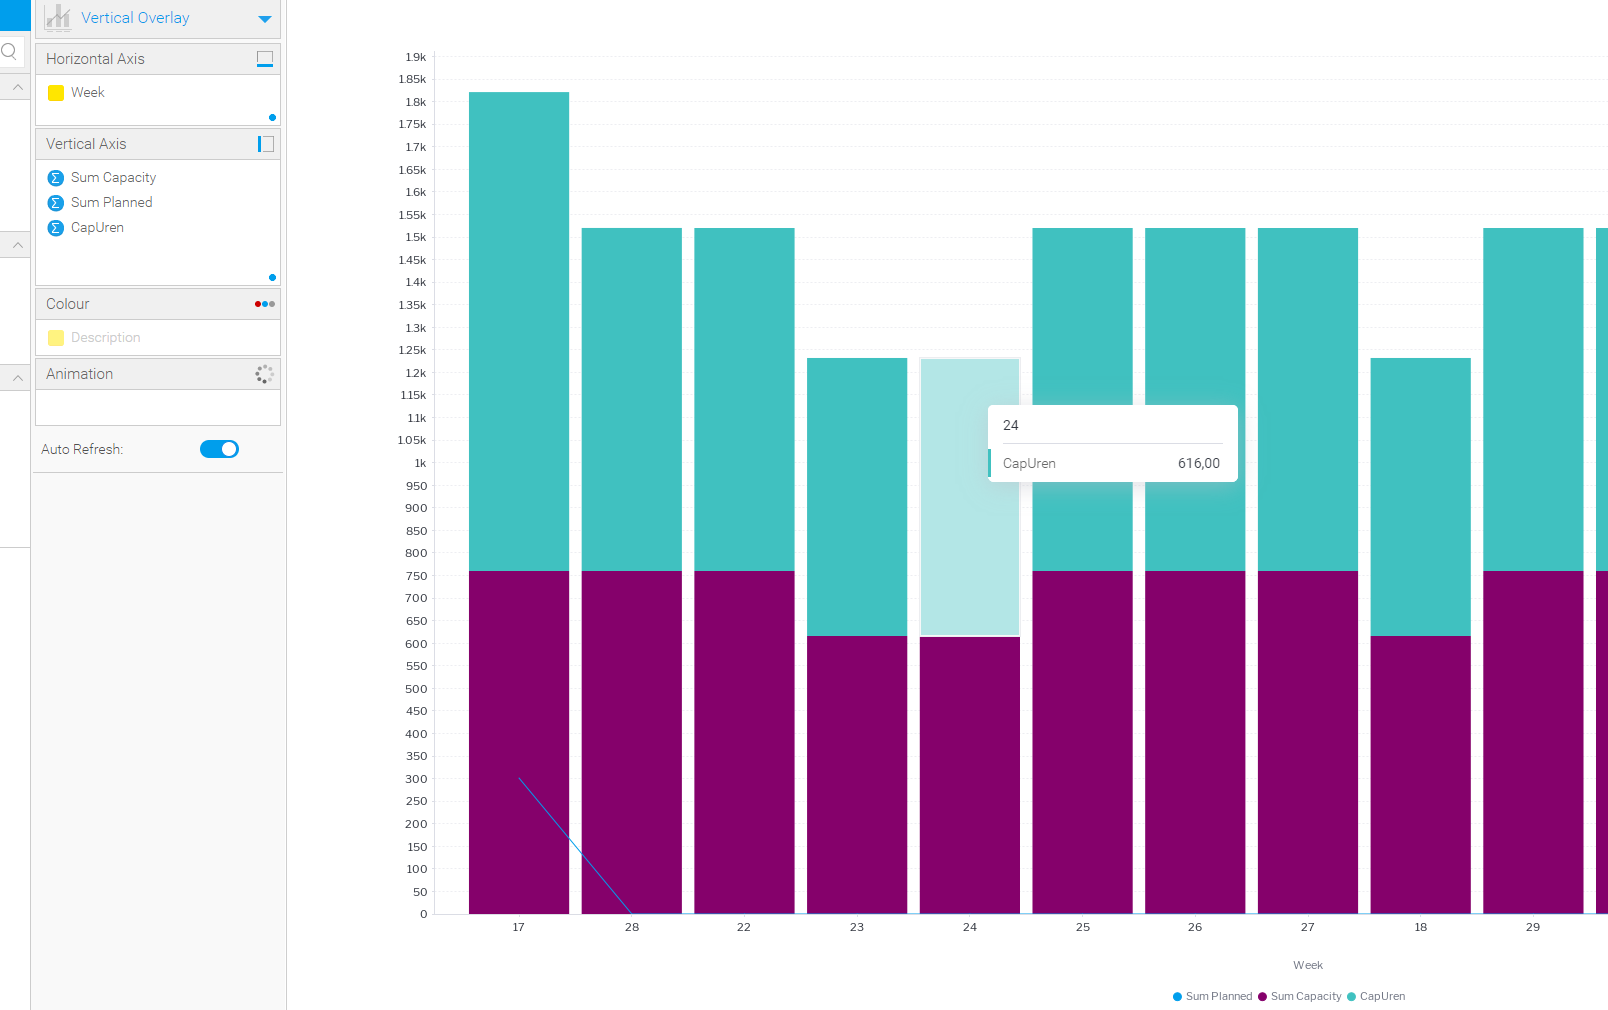 Vertical Overlay
Horizontal Axis
Week
Vertical Axis
Sum Capacity
Sum Planned
CapUren
Colour
Description
Animation
Auto Refresh:
1.9k
1.85k
1.8k
1.75k
1.7k
1.65k
1.6k
1.55k
1.5k
1.45k
1.4k
1.35k
1.3k
1.25k
1.2k
1.15k
1.1k
1.05k
1k
950
900
850
800
750
700
650
600
550
500
450
400
350
300
250
200
150
100
50
0
24
CapUren 616,00
17 28 22 23 24 25 26 27 18 29
Week
Sum Planned Sum Capacity CapUren